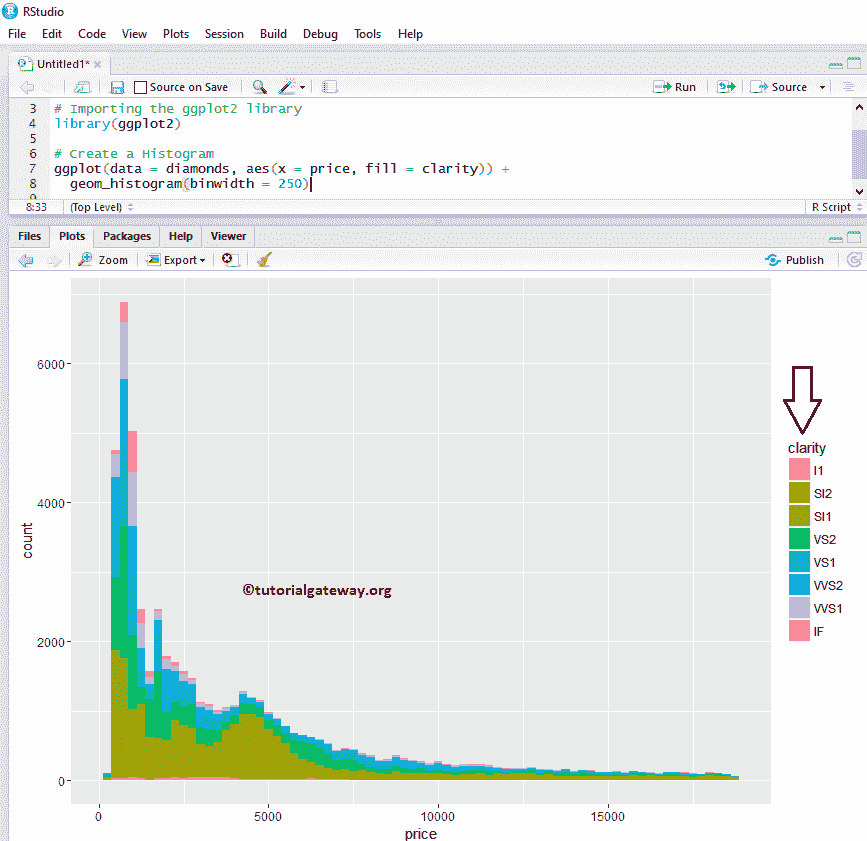 RStudio
File Edit Code View Plots Session Build Debug Tools Help
Untitled1*
Source on Save Run Source
3 # Importing the ggplot2 library
4 library(ggplot2)
5
6 # Create a Histogram
7 ggplot(data = diamonds, aes(x = price, fill = clarity)) +
8 geom_histogram(binwidth = 250)
8:33 (Top Level) R Script
Files Plots Packages Help Viewer
Zoom Export Publish
clarity
I1
SI2
SI1
VS2
VS1
VVS2
VVS1
IF
6000
4000
2000
0
count
©tutorialgateway.org
0 5000 10000 15000
price